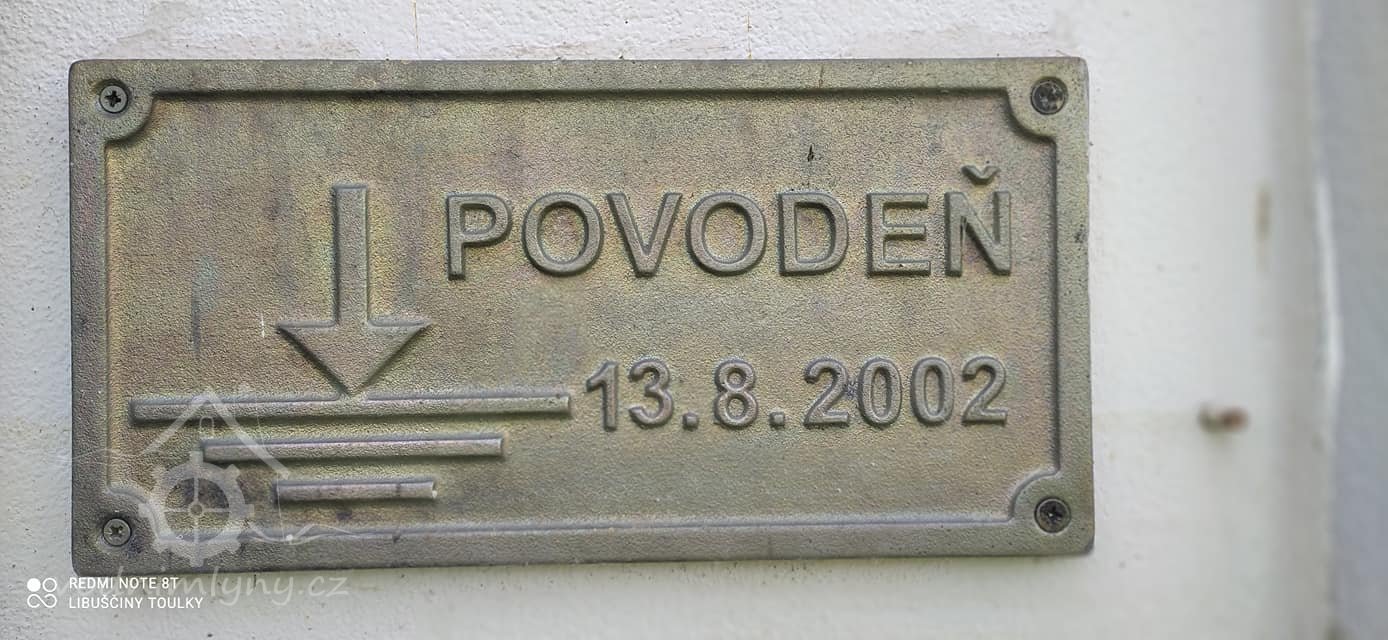 POVODEŇ
13.8.2002
REDMI NOTE 8T
LIBUŠČINY TOULKY